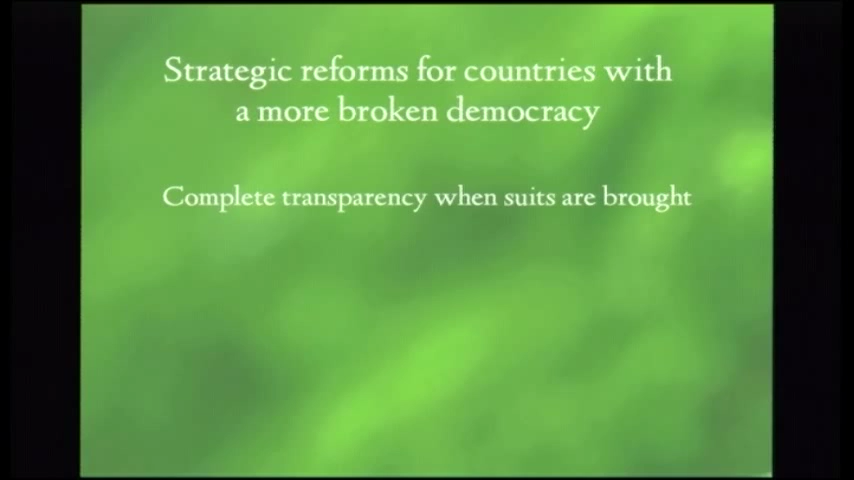 Strategic reforms for countries with
a more broken democracy
Complete transparency when suits are brought